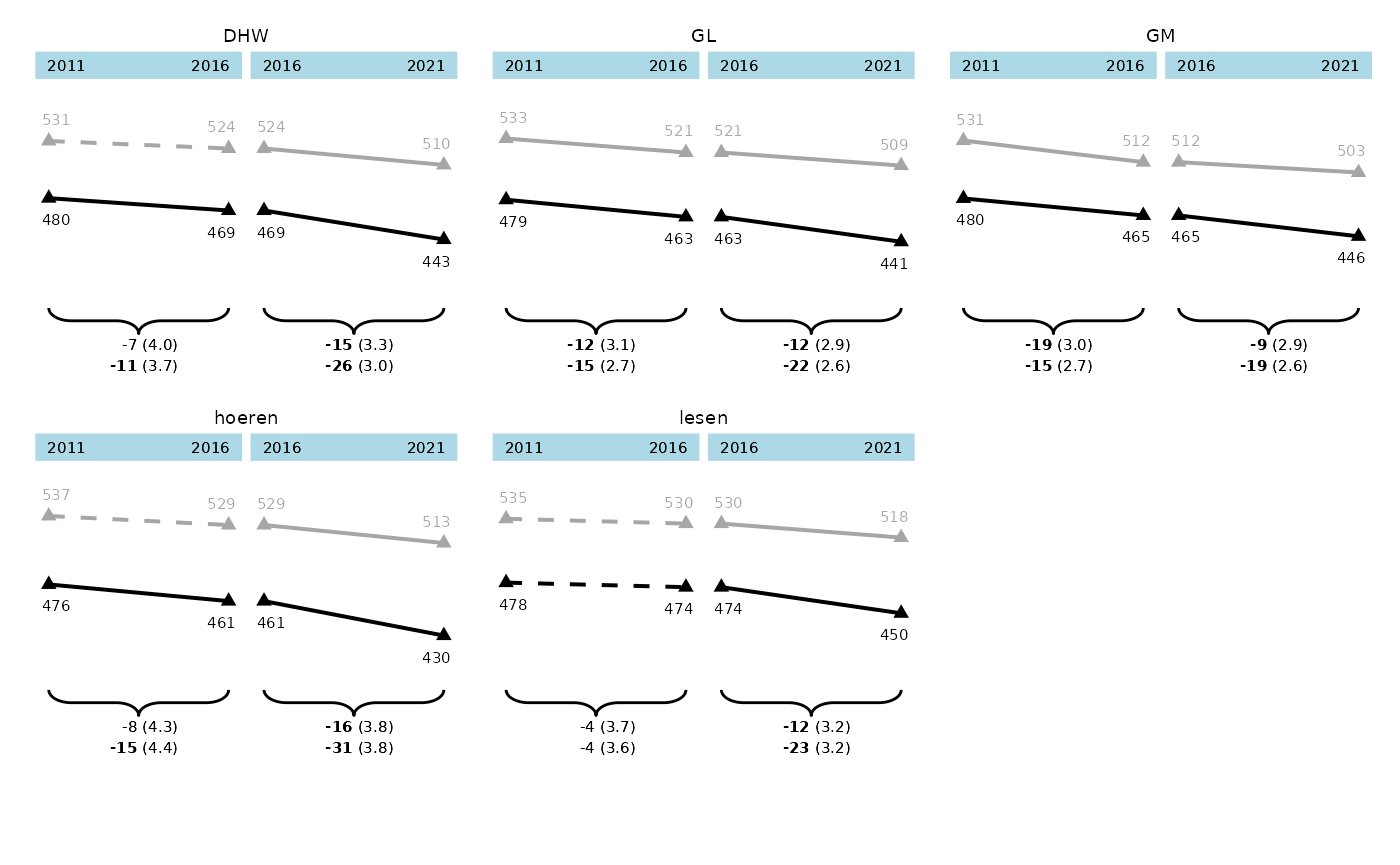 DHW GL GM
2011 2016 2016 2021 2011 2016 2016 2021 2011 2016 2016 2021
531 524 524 510 533 521 521 509 531 512 512 503
480 469 469 443 479 463 463 441 480 465 465 446
-7 (4.0) -15 (3.3) -12 (3.1) -12 (2.9) -19 (3.0) -9 (2.9)
-11 (3.7) -26 (3.0) -15 (2.7) -22 (2.6) -15 (2.7) -19 (2.6)
hoeren lesen
2011 2016 2016 2021 2011 2016 2016 2021
537 529 529 513 535 530 530 518
476 461 461 430 478 474 474 450
-8 (4.3) -16 (3.8) -4 (3.7) -12 (3.2)
-15 (4.4) -31 (3.8) -4 (3.6) -23 (3.2)